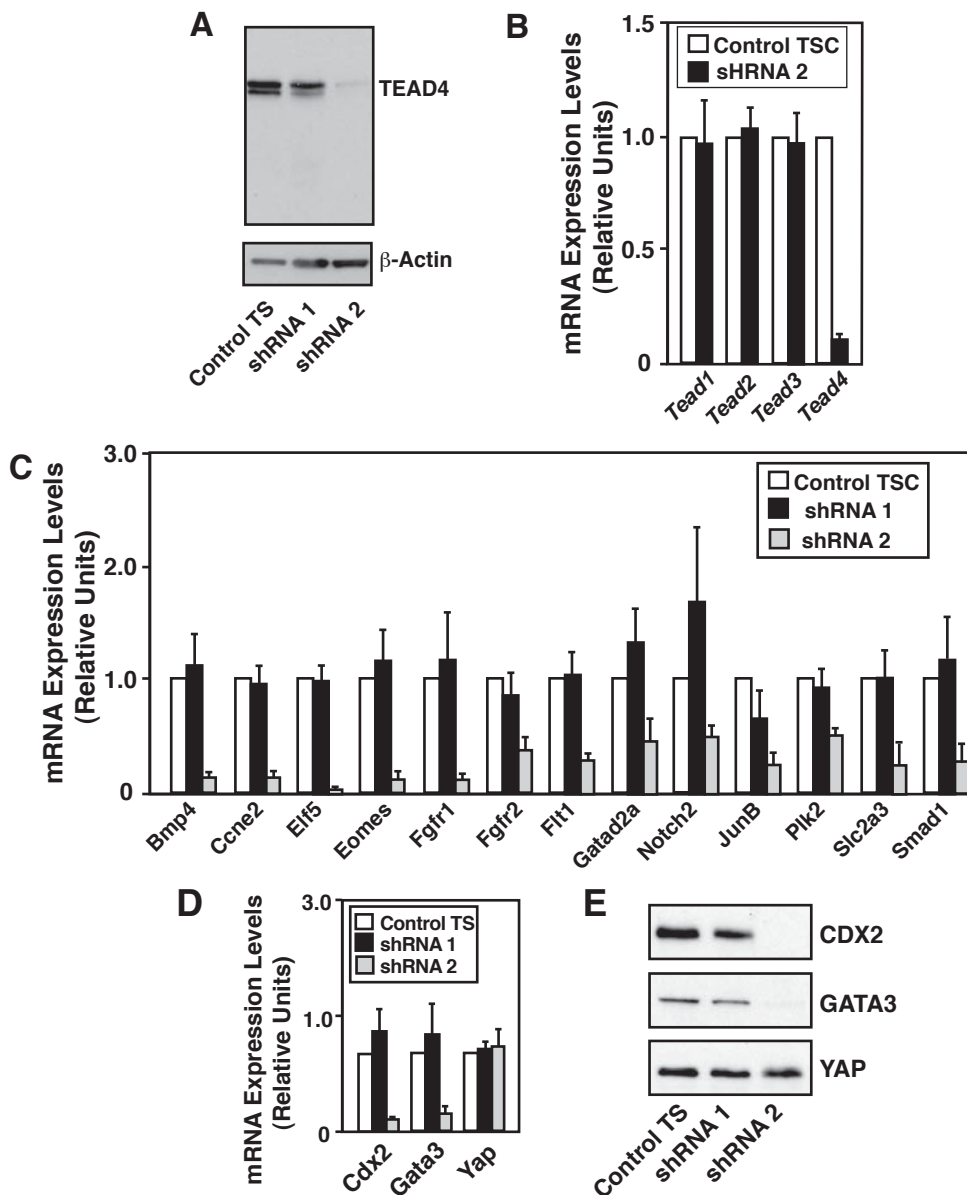 A
TEAD4
β-Actin
Control TS
shRNA 1
shRNA 2
B
mRNA Expression Levels
(Relative Units)
1.5
1.0
0.5
0
Control TSC
sHRNA 2
Tead1
Tead2
Tead3
Tead4
C
mRNA Expression Levels
(Relative Units)
3.0
2.0
1.0
0
Control TSC
shRNA 1
shRNA 2
Bmp4
Ccne2
Elf5
Eomes
Fgfr1
Fgfr2
Flt1
Gatad2a
Notch2
JunB
Plk2
Slc2a3
Smad1
D
mRNA Expression Levels
(Relative Units)
3.0
1.0
0
Control TS
shRNA 1
shRNA 2
Cdx2
Gata3
Yap
E
CDX2
GATA3
YAP
Control TS
shRNA 1
shRNA 2